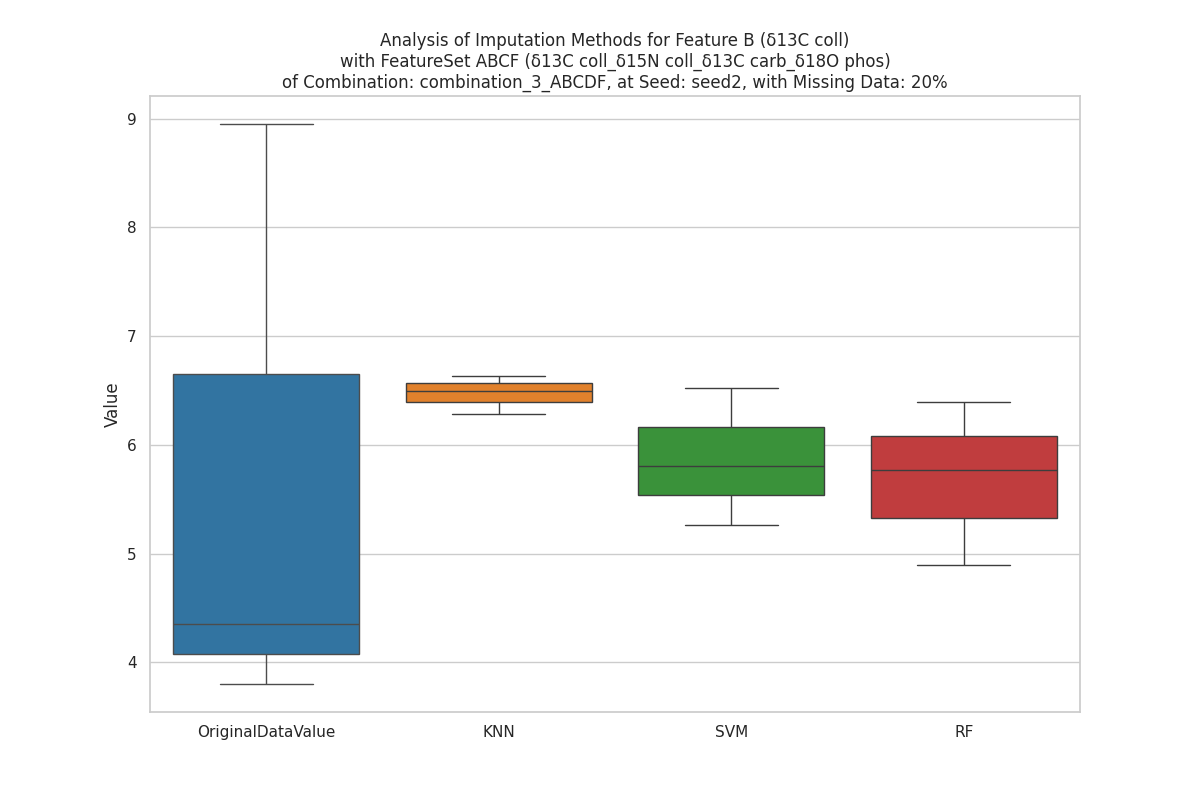 Analysis of Imputation Methods for Feature B (δ13C coll)
with FeatureSet ABCF (δ13C coll_δ15N coll_δ13C carb_δ18O phos)
of Combination: combination_3_ABCDF, at Seed: seed2, with Missing Data: 20%
9
8
7
6
5
4
Value
OriginalDataValue
KNN
SVM
RF